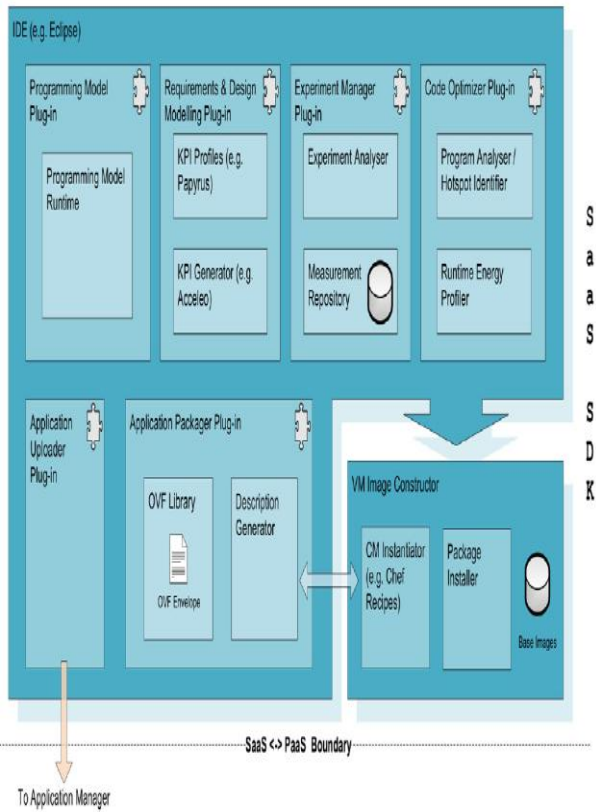 IDE (e.g. Eclipse)
Programming Model
Plug-in
Programming Model
Runtime
Requirements & Design
Modelling Plug-in
KPI Profiles (e.g.
Papyrus)
KPI Generator (e.g.
Acceleo)
Experiment Manager
Plug-in
Experiment Analyser
Measurement
Repository
Code Optimizer Plug-in
Program Analyser /
Hotspot Identifier
Runtime Energy
Profiler
SaaS SDK
Application
Uploader
Plug-in
Application Packager Plug-in
OVF Library
OVF Envelope
Description
Generator
VM Image Constructor
CM Instantiator
(e.g. Chef
Recipes)
Package
Installer
Base Images
SaaS <-> PaaS Boundary
To Application Manager